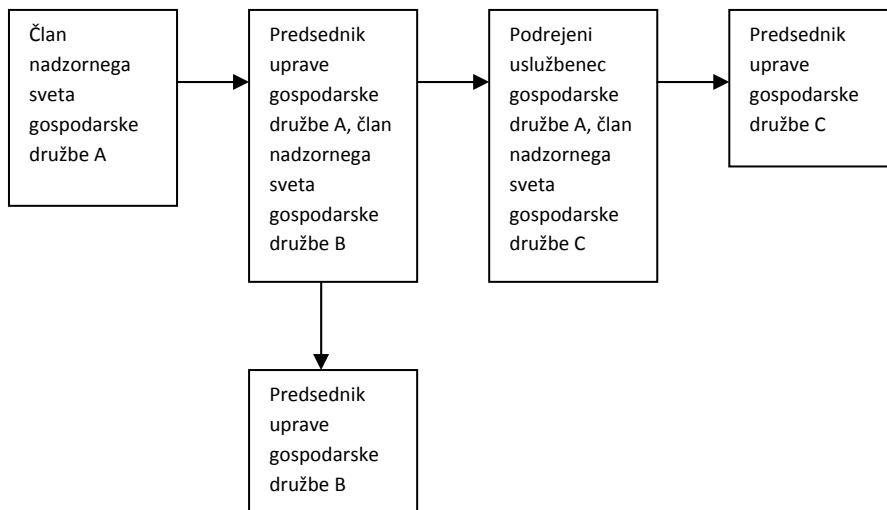 Član
nadzornega
sveta
gospodarske
družbe A
Predsednik
uprave
gospodarske
družbe A, član
nadzornega
sveta
gospodarske
družbe B
Podrejeni
uslužbenec
gospodarske
družbe A, član
nadzornega
sveta
gospodarske
družbe C
Predsednik
uprave
gospodarske
družbe C
Predsednik
uprave
gospodarske
družbe B